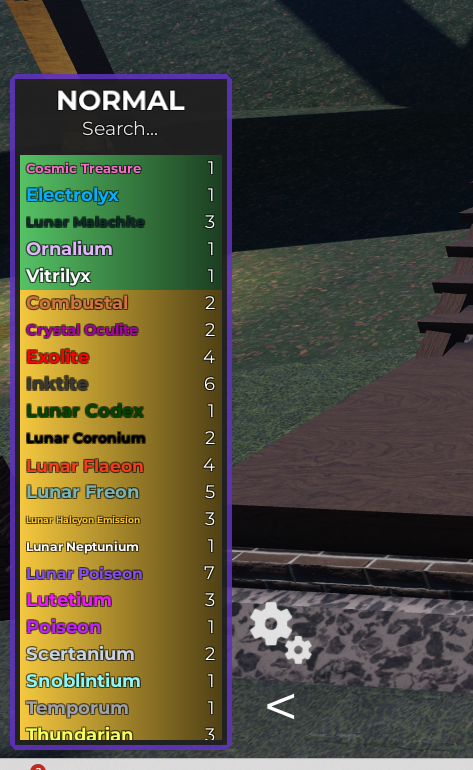 NORMAL
Search...
Cosmic Treasure 1
Electrolyx 1
Lunar Malachite 3
Ornalium 1
Vitrilyx 1
Combustal 2
Crystal Oculite 2
Exolite 4
Inktite 6
Lunar Codex 1
Lunar Coronium 2
Lunar Flaeon 4
Lunar Freon 5
Lunar Halcyon Emission 3
Lunar Neptunium 1
Lunar Poiseon 7
Lutetium 3
Poiseon 1
Scertanium 2
Snoblintium 1
Temporum 1
Thundarian 3
<